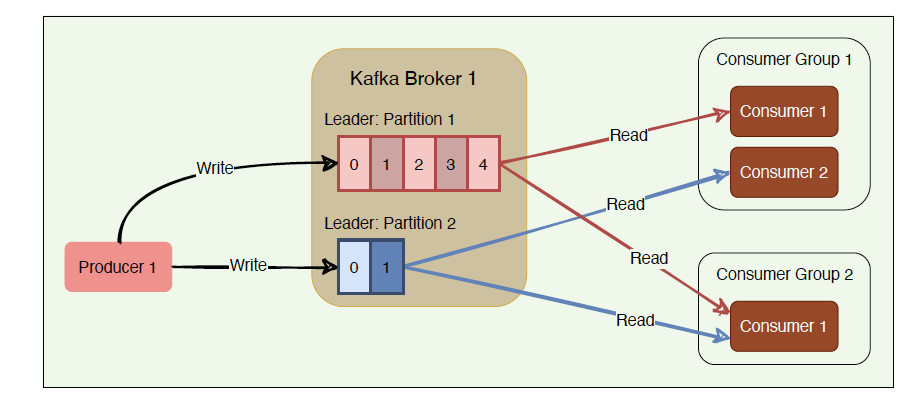 Kafka Broker 1
Leader: Partition 1
0 1 2 3 4
Leader: Partition 2
0 1
Producer 1
Write
Write
Read
Read
Read
Read
Consumer Group 1
Consumer 1
Consumer 2
Consumer Group 2
Consumer 1